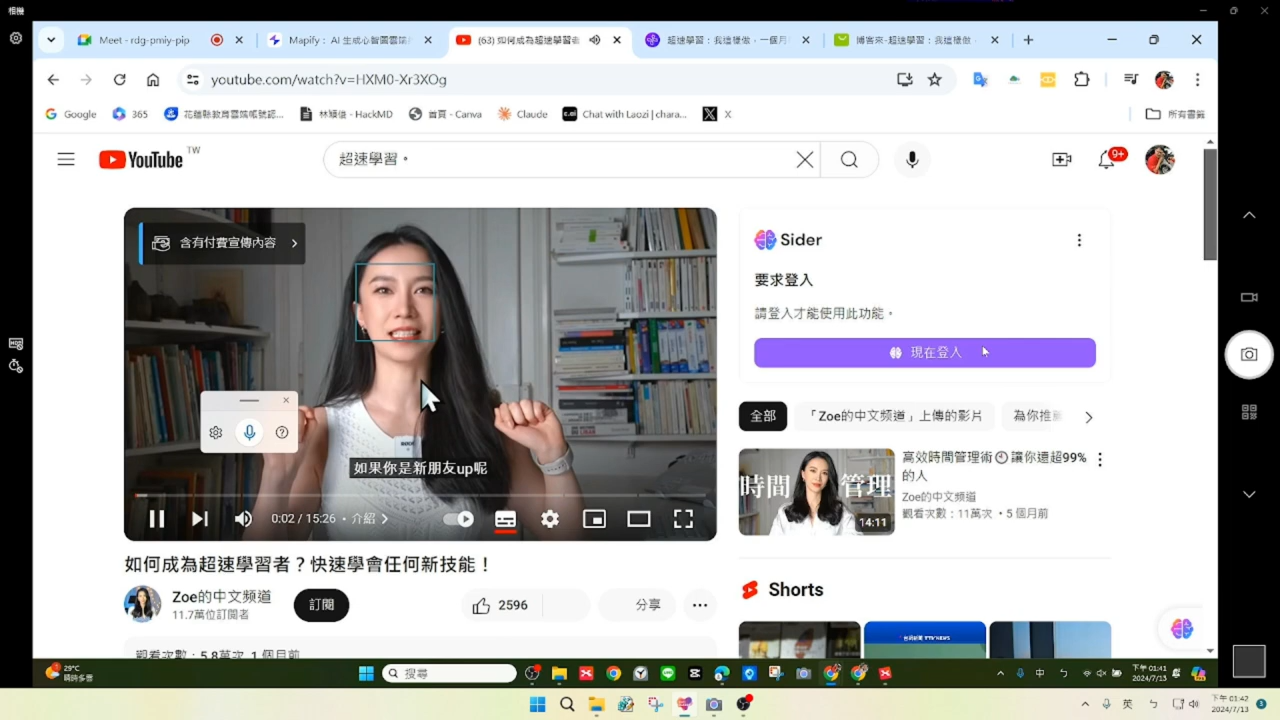 相機
Meet - rdg-pmiy-pip
Mapify: AI 生成心智圖雲端
(63) 如何成為超速學習者
超速學習：我這樣做，一個月
博客來-超速學習：我這樣做，
youtube.com/watch?v=HXM0-Xr3XOg
Google
365
花蓮縣教育雲端帳號認...
林穎俊 - HackMD
首頁 - Canva
Claude
c.ai
Chat with Laozi | chara...
X
所有書籤
YouTube TW
超速學習。
9+
含有付費宣傳內容
如果你是新朋友up呢
0:02 / 15:26 • 介紹
Sider
要求登入
請登入才能使用此功能。
現在登入
全部
「Zoe的中文頻道」上傳的影片
為你推
時間
管理
14:11
高效時間管理術🕘讓你遠超99%
的人
Zoe的中文頻道
觀看次數：11萬次 • 5 個月前
如何成為超速學習者？快速學會任何新技能！
Zoe的中文頻道
11.7萬位訂閱者
訂閱
2596
分享
觀看次數：5.8萬次 1 個月前
Shorts
29°C
晴時多雲
搜尋
中
下午 01:41
2024/7/13
英
下午 01:42
2024/7/13